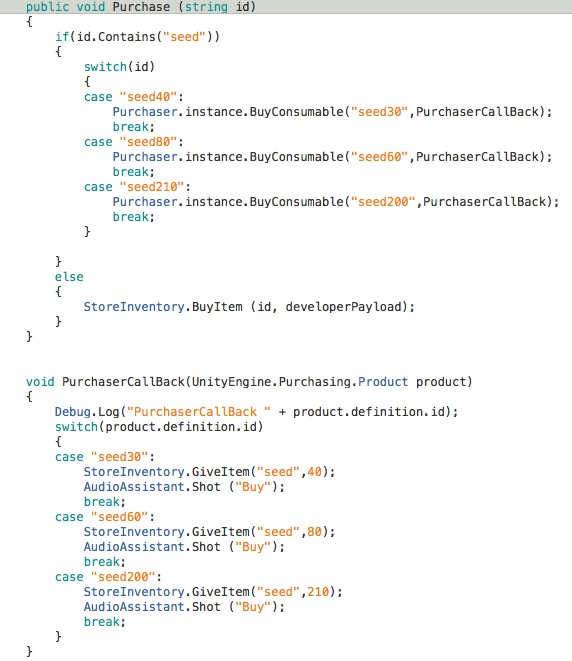 public void Purchase (string id)
{
if(id.Contains("seed"))
{
switch(id)
{
case "seed40":
Purchaser.instance.BuyConsumable("seed30",PurchaserCallBack);
break;
case "seed80":
Purchaser.instance.BuyConsumable("seed60",PurchaserCallBack);
break;
case "seed210":
Purchaser.instance.BuyConsumable("seed200",PurchaserCallBack);
break;
}
}
else
{
StoreInventory.BuyItem (id, developerPayload);
}
}
void PurchaserCallBack(UnityEngine.Purchasing.Product product)
{
Debug.Log("PurchaserCallBack " + product.definition.id);
switch(product.definition.id)
{
case "seed30":
StoreInventory.GiveItem("seed",40);
AudioAssistant.Shot ("Buy");
break;
case "seed60":
StoreInventory.GiveItem("seed",80);
AudioAssistant.Shot ("Buy");
break;
case "seed200":
StoreInventory.GiveItem("seed",210);
AudioAssistant.Shot ("Buy");
break;
}
}